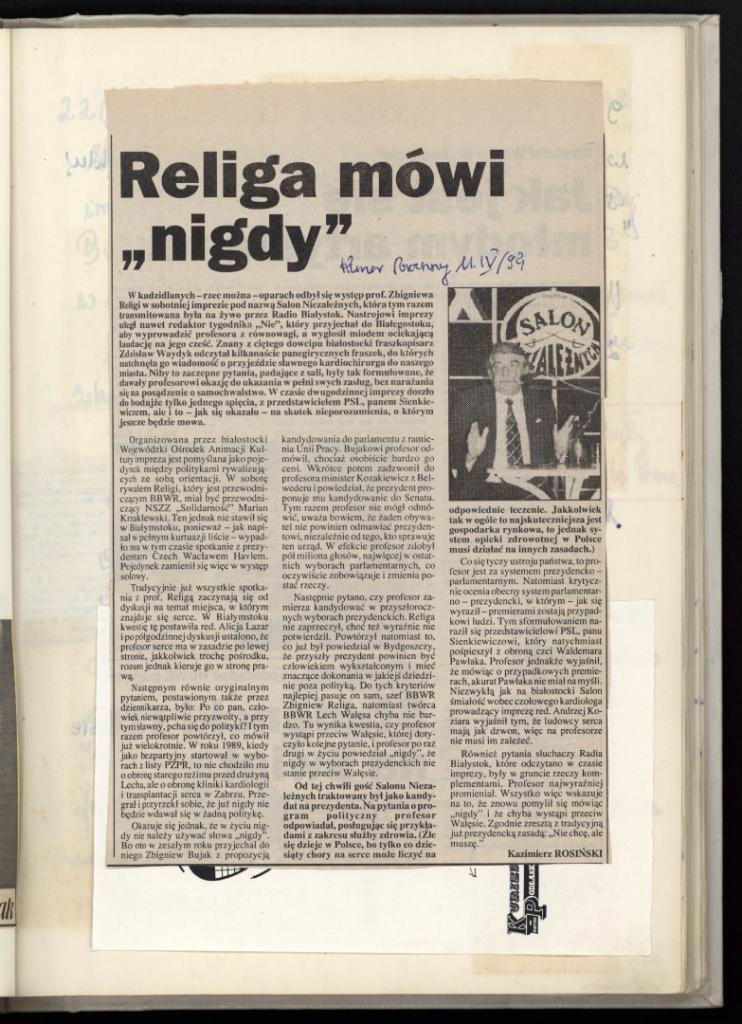 Religa mówi
„nigdy”
Kurier Poranny 11.IV/94
W kadzidlanych – rzec można – oparach odbył się występ prof. Zbigniewa
Religi w sobotniej imprezie pod nazwą Salon Niezależnych, która tym razem
transmitowana była na żywo przez Radio Białystok. Nastrojowi imprezy
uległ nawet redaktor tygodnika „Nie”, który przyjechał do Białegostoku,
aby wyprowadzić profesora z równowagi, a wygłosił miodem ociekającą
laudację na jego cześć. Znany z ciętego dowcipu białostocki fraszkopisarz
Zdzisław Waydyk odczytał kilkanaście panegirycznych fraszek, do których
natchnęła go wiadomość o przyjeździe sławnego kardiochirurga do naszego
miasta. Niby to zaczepne pytania, padające z sali, były tak formułowane, że
dawały profesorowi okazję do ukazania w pełni swych zasług, bez narażania
się na posądzenie o samochwalstwo. W czasie dwugodzinnej imprezy doszło
do bodajże tylko jednego spięcia, z przedstawicielem PSL, panem Sienkie-
wiczem, ale i to – jak się okazało – na skutek nieporozumienia, o którym
jeszcze będzie mowa.
Organizowana przez białostocki
Wojewódzki Ośrodek Animacji Kul-
tury impreza jest pomyślana jako poje-
dynek między politykami rywalizują-
cych ze sobą orientacji. W sobotę
rywalem Religi, który jest przewodni-
czącym BBWR, miał być przewodni-
czący NSZZ „Solidarność” Marian
Krzaklewski. Ten jednak nie stawił się
w Białymstoku, ponieważ – jak napi-
sał w pełnym kurtuazji liście – wypad-
ło mu w tym czasie spotkanie z prezy-
dentem Czech Wacławem Havlem.
Pojedynek zamienił się więc w występ
solowy.
Tradycyjnie już wszystkie spotka-
nia z prof. Religą zaczynają się od
dyskusji na temat miejsca, w którym
znajduje się serce. W Białymstoku
kwestię tę postawiła red. Alicja Lazar
i po półgodzinnej dyskusji ustalono, że
profesor serce ma w zasadzie po lewej
stronie, jakkolwiek trochę pośrodku,
rozum jednak kieruje go w stronę pra-
wą.
Następnym równie oryginalnym
pytaniem, postawionym także przez
dziennikarza, było: Po co pan, czło-
wiek niewątpliwie przyzwoity, a przy
tym sławny, pcha się do polityki? I tym
razem profesor powtórzył, co mówił
już wielokrotnie. W roku 1989, kiedy
jako bezpartyjny startował w wybo-
rach z listy PZPR, to nie chodziło mu
o obronę starego reżimu przed drużyną
Lecha, ale o obronę kliniki kardiologii
i transplantacji serca w Zabrzu. Prze-
grał i przyrzekł sobie, że już nigdy nie
będzie wdawał się w żadną politykę.
Okazuje się jednak, że w życiu nig-
dy nie należy używać słowa „nigdy”.
Bo oto w zeszłym roku przyjechał do
niego Zbigniew Bujak z propozycją
kandydowania do parlamentu z ramie-
nia Unii Pracy. Bujakowi profesor od-
mówił, chociaż osobiście bardzo go
ceni. Wkrótce potem zadzwonił do
profesora minister Kozakiewicz z Bel-
wederu i powiedział, że prezydent pro-
ponuje mu kandydowanie do Senatu.
Tym razem profesor nie mógł odmó-
wić, uważa bowiem, że żaden obywa-
tel nie powinien odmawiać prezyden-
towi, niezależnie od tego, kto sprawuje
ten urząd. W efekcie profesor zdobył
pół miliona głosów, najwięcej w ostat-
nich wyborach parlamentarnych, co
oczywiście zobowiązuje i zmienia po-
stać rzeczy.
Następnie pytano, czy profesor za-
mierza kandydować w przyszłorocz-
nych wyborach prezydenckich. Religa
nie zaprzeczył, choć też wyraźnie nie
potwierdził. Powtórzył natomiast to,
co już był powiedział w Bydgoszczy,
że przyszły prezydent powinien być
człowiekiem wykształconym i mieć
znaczące dokonania w jakiejś dziedzi-
nie poza polityką. Do tych kryteriów
najlepiej pasuje on sam, szef BBWR
Zbigniew Religa, natomiast twórca
BBWR Lech Wałęsa chyba nie bar-
dzo. Tu wynika kwestia, czy profesor
wystąpi przeciw Wałęsie, której doty-
czyło kolejne pytanie, i profesor po raz
drugi w życiu powiedział „nigdy”, że
nigdy w wyborach prezydenckich nie
stanie przeciw Wałęsie.
Od tej chwili gość Salonu Nieza-
leżnych traktowany był jako kandy-
dat na prezydenta. Na pytania o pro-
gram polityczny profesor
odpowiadał, posługując się przykła-
dami z zakresu służby zdrowia. (Źle
się dzieje w Polsce, bo tylko co dzie-
siąty chory na serce może liczyć na
SALON
odpowiednie leczenie. Jakkolwiek
tak w ogóle to najskuteczniejsza jest
gospodarka rynkowa, to jednak sy-
stem opieki zdrowotnej w Polsce
musi działać na innych zasadach.)
Co się tyczy ustroju państwa, to pro-
fesor jest za systemem prezydencko -
parlamentarnym. Natomiast krytycz-
nie ocenia obecny system parlamentar-
no – prezydencki, w którym – jak się
wyraził – premierami zostają przypad-
kowi ludzi. Tym sformułowaniem na-
raził się przedstawicielowi PSL, panu
Sienkiewiczowi, który natychmiast
pośpieszył z obroną czci Waldemara
Pawlaka. Profesor jednakże wyjaśnił,
że mówiąc o przypadkowych premie-
rach, akurat Pawlaka nie miał na myśli.
Niezwykłą jak na białostocki Salon
śmiałość wobec czołowego kardiologa
prowadzący imprezę red. Andrzej Ko-
ziara wyjaśnił tym, że ludowcy serca
mają jak dzwon, więc na profesorze
nie musi im zależeć.
Również pytania słuchaczy Radia
Białystok, które odczytano w czasie
imprezy, były w gruncie rzeczy kom-
plementami. Profesor najwyraźniej
promieniał. Wszystko więc wskazuje
na to, że znowu pomylił się mówiąc
„nigdy” i że chyba wystąpi przeciw
Wałęsie. Zgodnie zresztą z tradycyjną
już prezydencką zasadą: „Nie chcę, ale
muszę.”
Kazimierz ROSIŃSKI